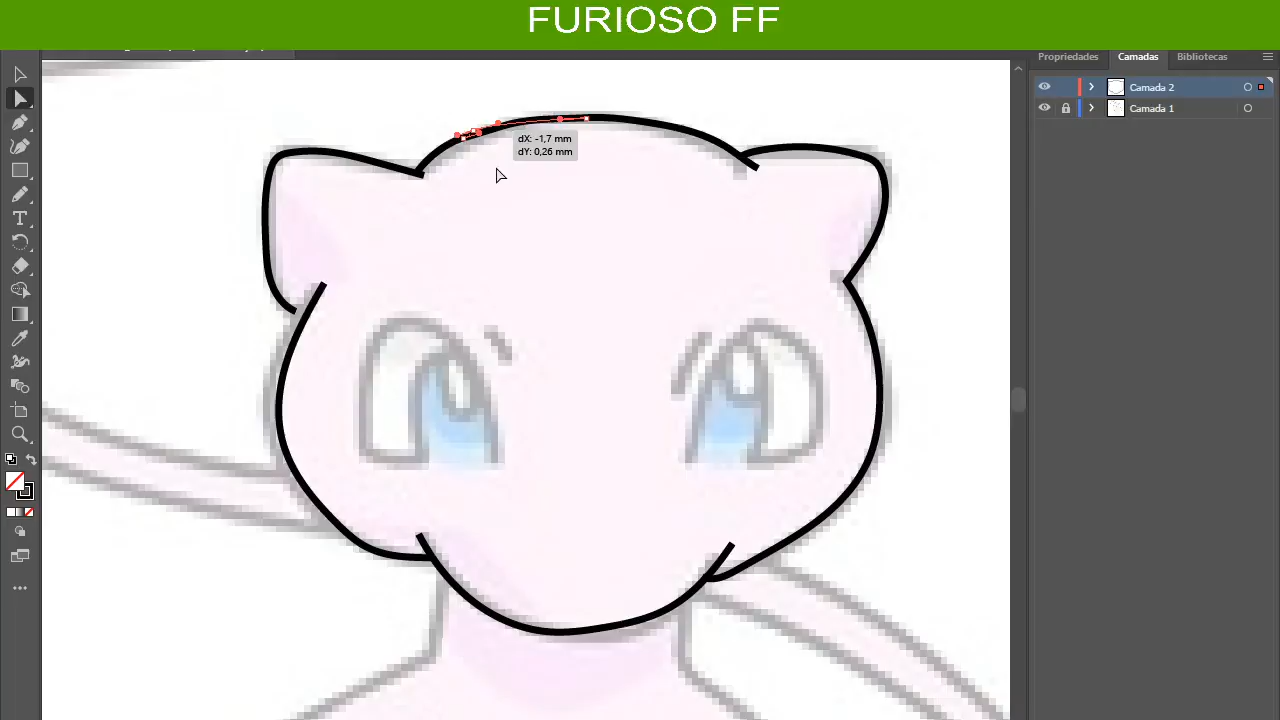 FURIOSO FF
Propriedades
Camadas
Bibliotecas
Camada 2
Camada 1
dX: -1,7 mm
dY: 0,26 mm